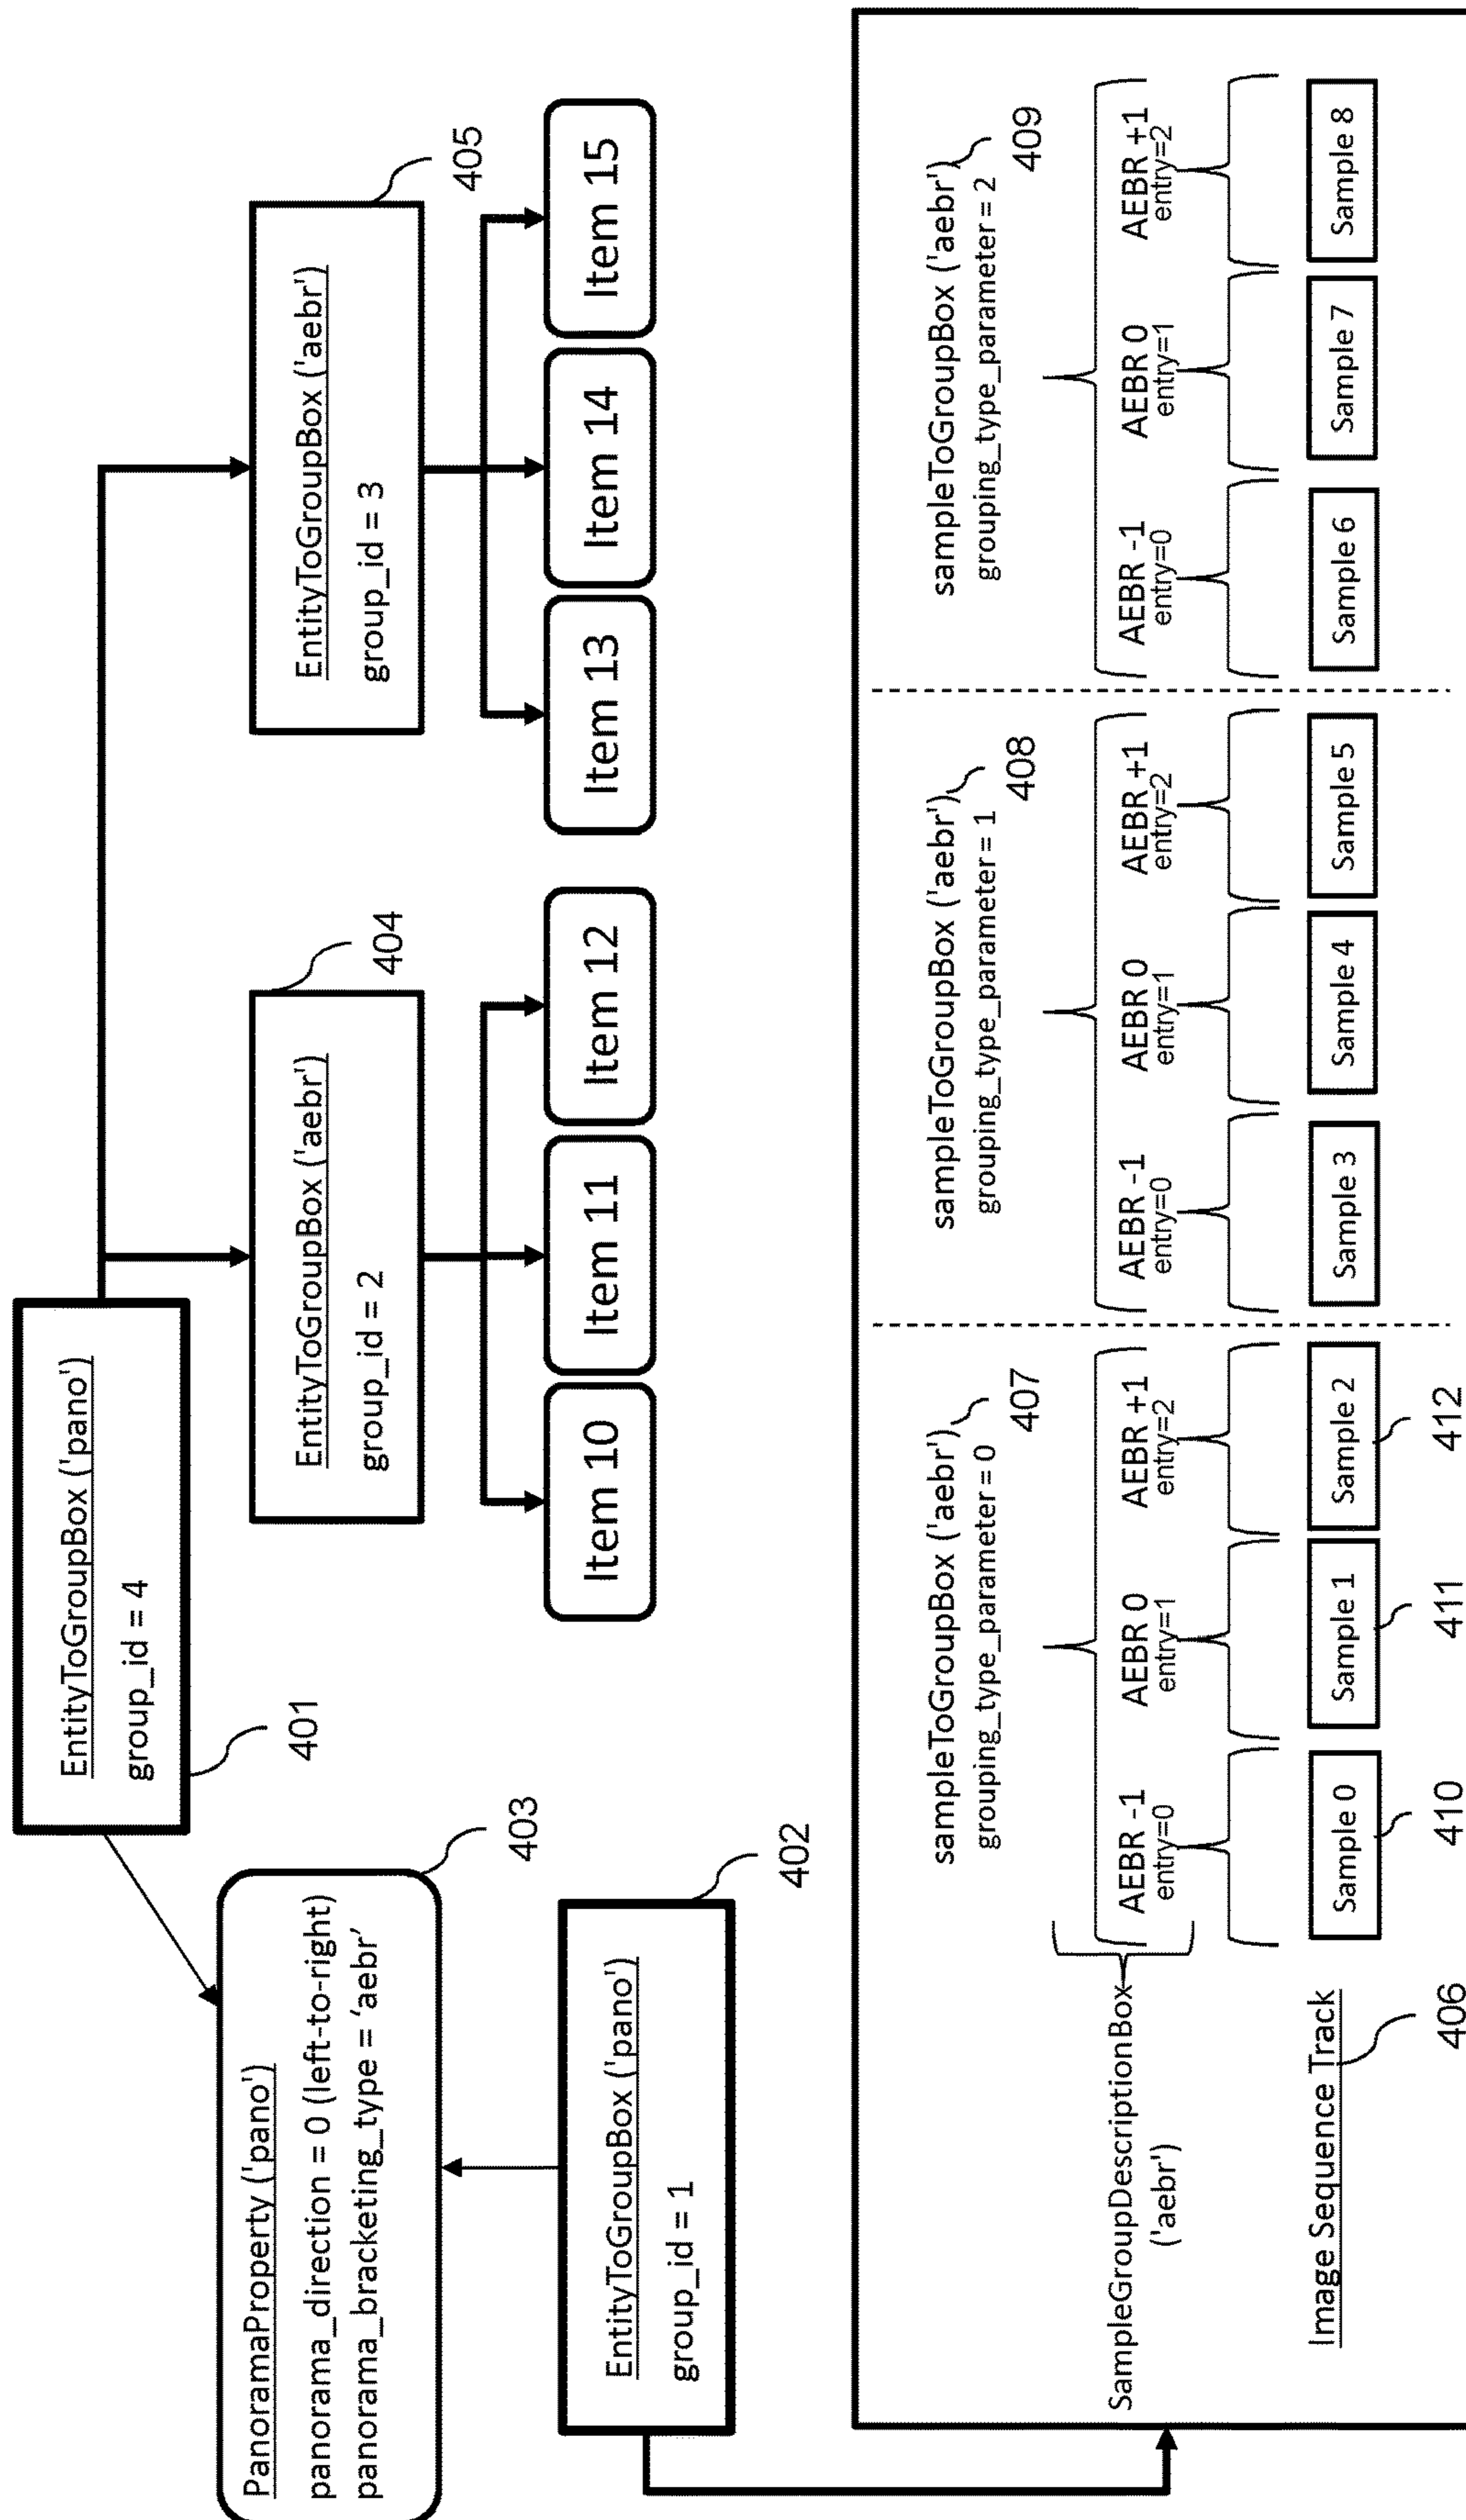 EntityToGroupBox ('pano')
group_id = 4
401
PanoramaProperty ('pano')
panorama_direction = 0 (left-to-right)
panorama_bracketing_type = ‘aebr’
403
EntityToGroupBox ('aebr')
group_id = 2
404
EntityToGroupBox ('aebr')
group_id = 3
405
Item 10
Item 11
Item 12
Item 13
Item 14
Item 15
EntityToGroupBox ('pano')
group_id = 1
402
sampleToGroupBox ('aebr')
grouping_type_parameter = 0
407
sampleToGroupBox ('aebr')
grouping_type_parameter = 1
408
sampleToGroupBox ('aebr')
grouping_type_parameter = 2
409
SampleGroupDescriptionBox
('aebr')
AEBR -1
entry=0
AEBR 0
entry=1
AEBR +1
entry=2
AEBR -1
entry=0
AEBR 0
entry=1
AEBR +1
entry=2
AEBR -1
entry=0
AEBR 0
entry=1
AEBR +1
entry=2
Image Sequence Track
406
Sample 0
Sample 1
Sample 2
Sample 3
Sample 4
Sample 5
Sample 6
Sample 7
Sample 8
410
411
412